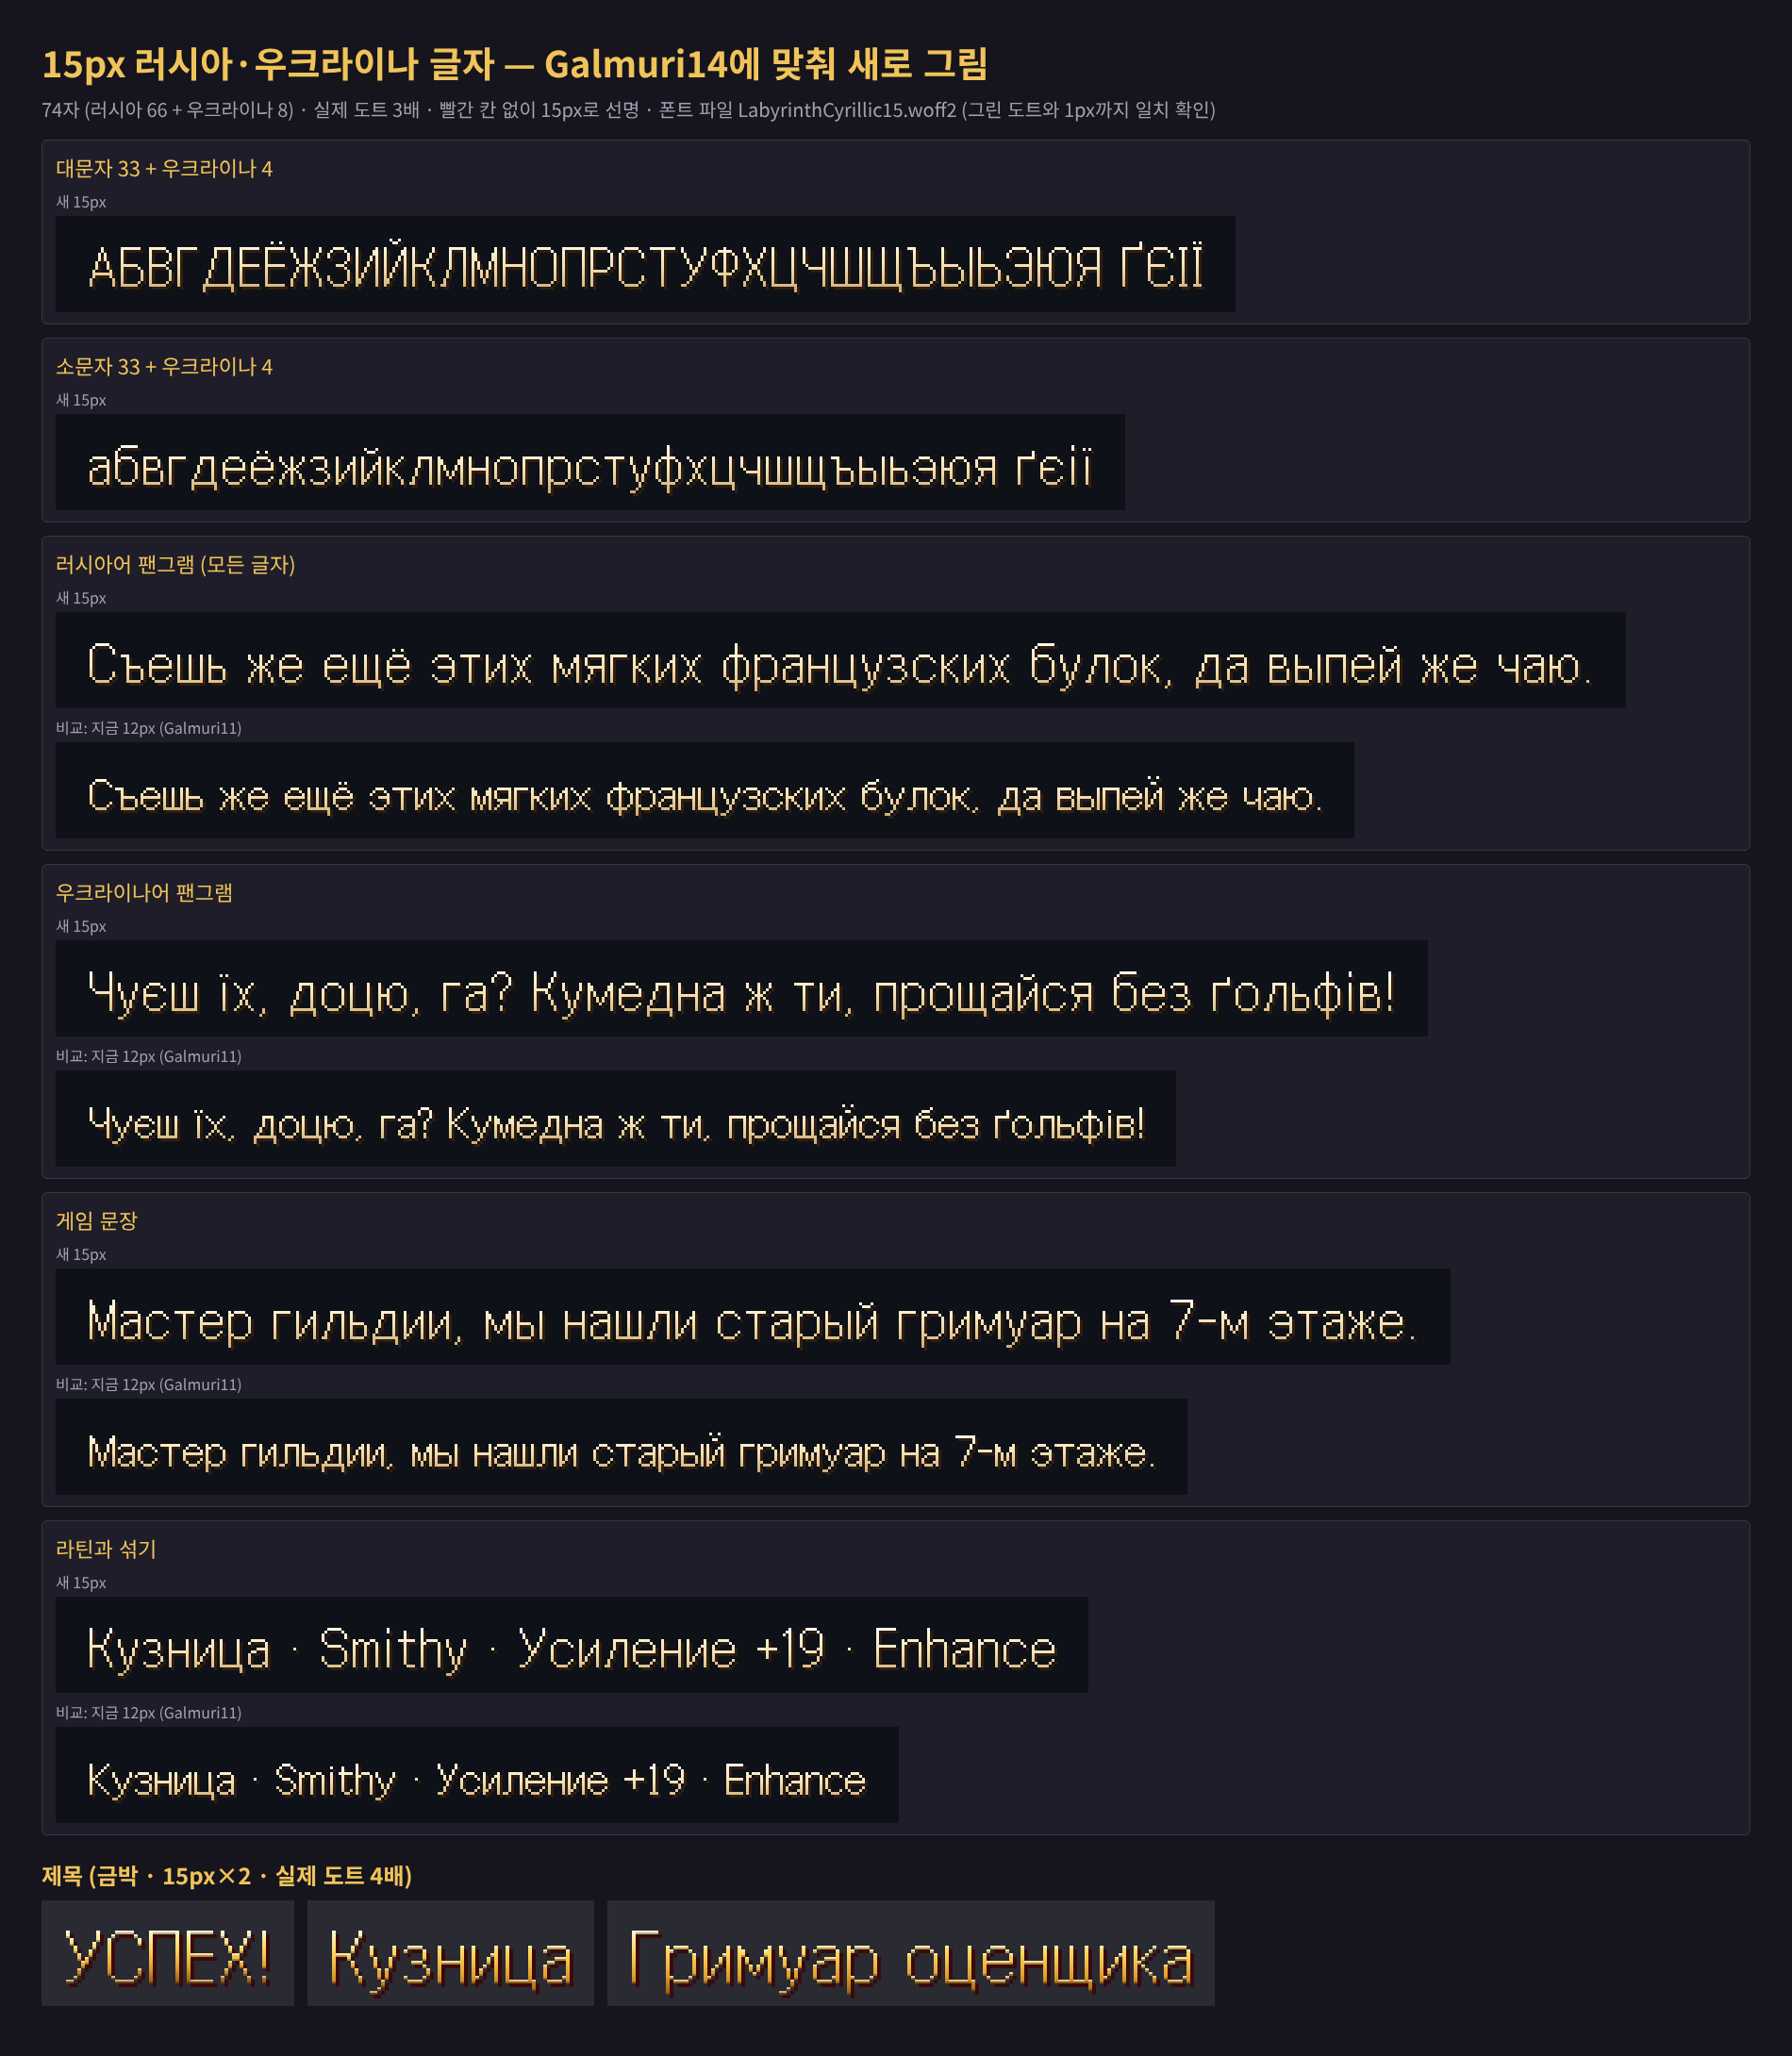 15px 러시아·우크라이나 글자 — Galmuri14에 맞춰 새로 그림
74자 (러시아 66 + 우크라이나 8) · 실제 도트 3배 · 빨간 칸 없이 15px로 선명 · 폰트 파일 LabyrinthCyrillic15.woff2 (그린 도트와 1px까지 일치 확인)
대문자 33 + 우크라이나 4
새 15px
АБВГДЕЁЖЗИЙКЛМНОПРСТУФХЦЧШЩЪЫЬЭЮЯ ҐЄІЇ
소문자 33 + 우크라이나 4
새 15px
абвгдеёжзийклмнопрстуфхцчшщъыьэюя ґєії
러시아어 팬그램 (모든 글자)
새 15px
Съешь же ещё этих мягких французских булок, да выпей же чаю.
비교: 지금 12px (Galmuri11)
Съешь же ещё этих мягких французских булок, да выпей же чаю.
우크라이나어 팬그램
새 15px
Чуєш їх, доцю, га? Кумедна ж ти, прощайся без ґольфів!
비교: 지금 12px (Galmuri11)
Чуєш їх, доцю, га? Кумедна ж ти, прощайся без ґольфів!
게임 문장
새 15px
Мастер гильдии, мы нашли старый гримуар на 7-м этаже.
비교: 지금 12px (Galmuri11)
Мастер гильдии, мы нашли старый гримуар на 7-м этаже.
라틴과 섞기
새 15px
Кузница · Smithy · Усиление +19 · Enhance
비교: 지금 12px (Galmuri11)
Кузница · Smithy · Усиление +19 · Enhance
제목 (금박 · 15px×2 · 실제 도트 4배)
УСПЕХ! Кузница Гримуар оценщика